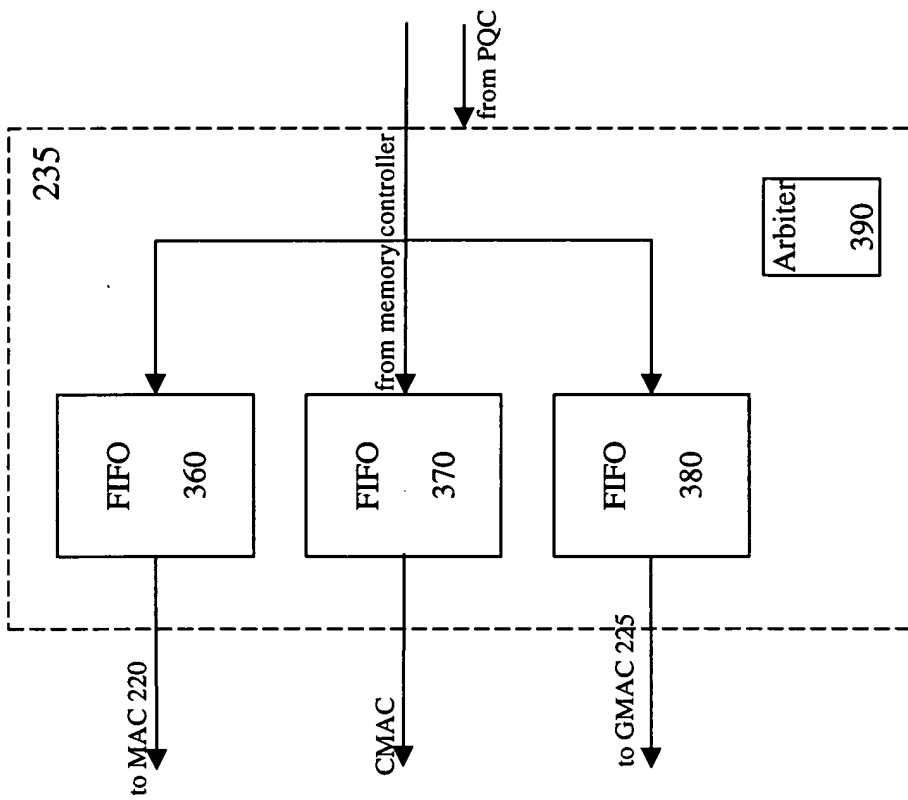 235
from PQC
from memory controller
FIFO
360
to MAC 220
FIFO
370
CMAC
FIFO
380
to GMAC 225
Arbiter
390